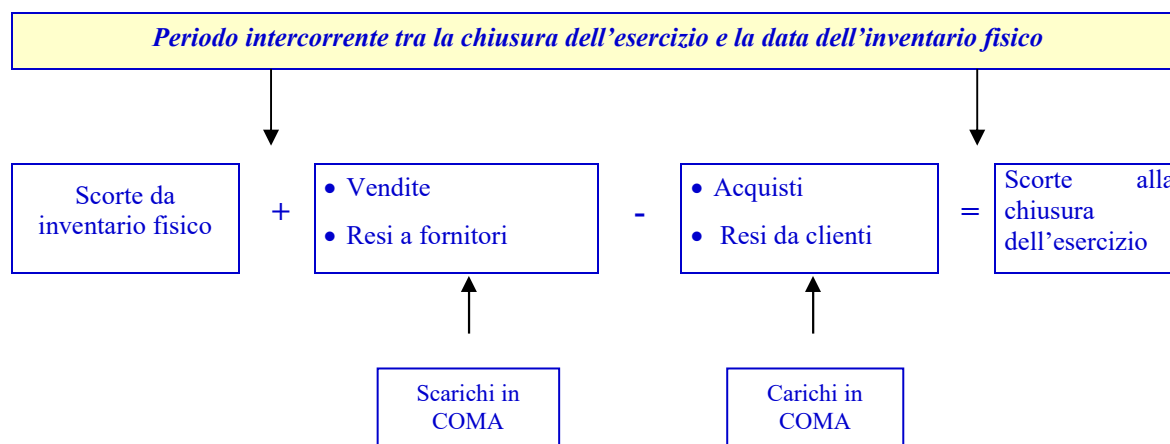 Periodo intercorrente tra la chiusura dell'esercizio e la data dell'inventario fisico
Scorte da
inventario fisico
+
• Vendite
• Resi a fornitori
-
• Acquisti
• Resi da clienti
=
Scorte alla
chiusura
dell'esercizio
Scarichi in
COMA
Carichi in
COMA